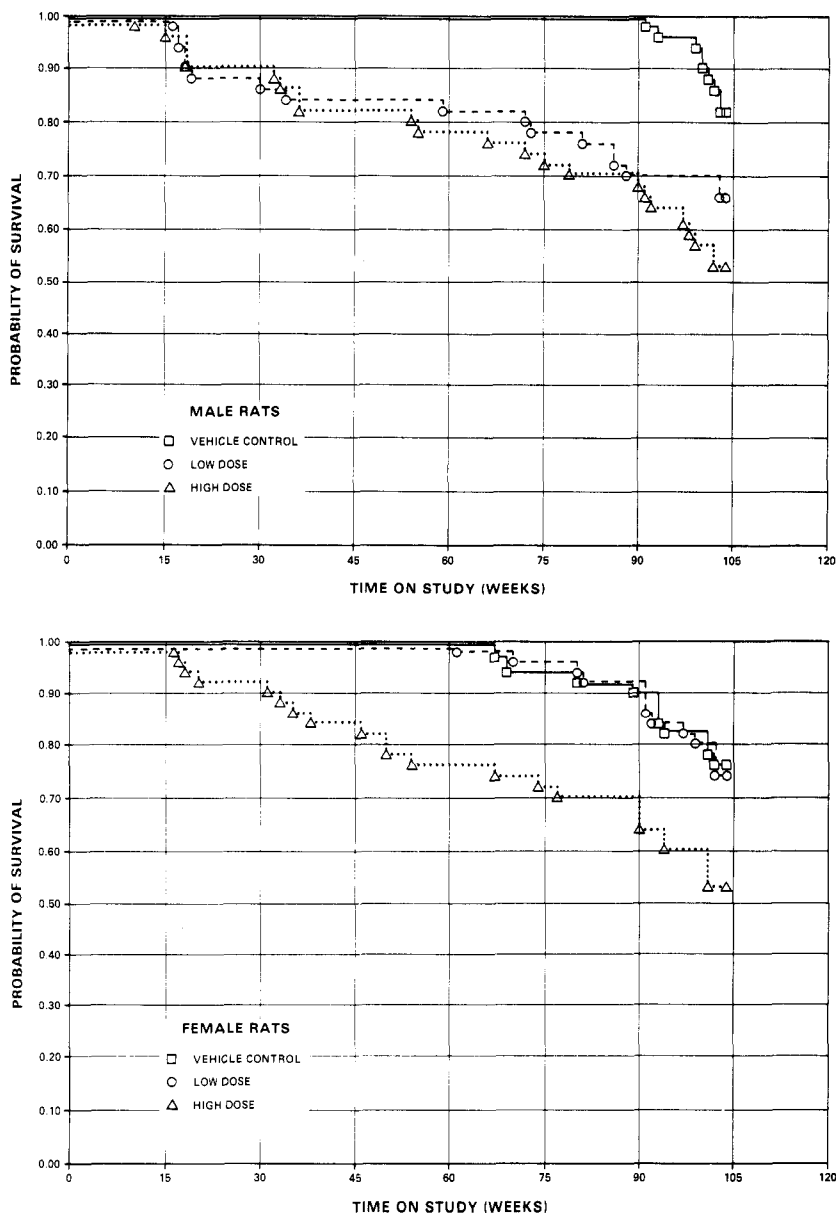 1.00
0.90
0.80
0.70
0.60
0.50
0.40
0.30
0.20
0.10
0.00
PROBABILITY OF SURVIVAL
MALE RATS
VEHICLE CONTROL
LOW DOSE
HIGH DOSE
0 15 30 45 60 75 90 105 120
TIME ON STUDY (WEEKS)
1.00
0.90
0.80
0.70
0.60
0.50
0.40
0.30
0.20
0.10
0.00
PROBABILITY OF SURVIVAL
FEMALE RATS
VEHICLE CONTROL
LOW DOSE
HIGH DOSE
0 15 30 45 60 75 90 105 120
TIME ON STUDY (WEEKS)